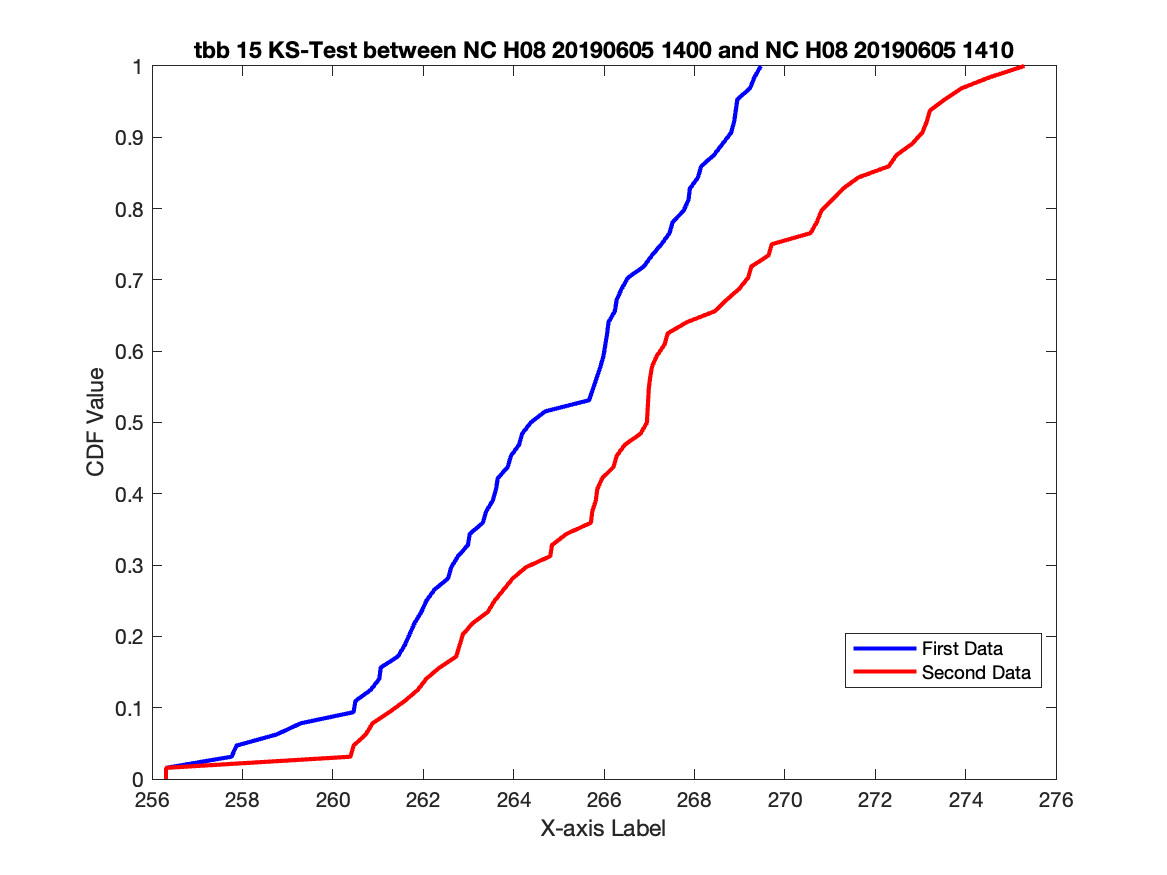 tbb 15 KS-Test between NC H08 20190605 1400 and NC H08 20190605 1410
1
0.9
0.8
0.7
0.6
0.5
0.4
0.3
0.2
0.1
0
CDF Value
First Data
Second Data
256 258 260 262 264 266 268 270 272 274 276
X-axis Label